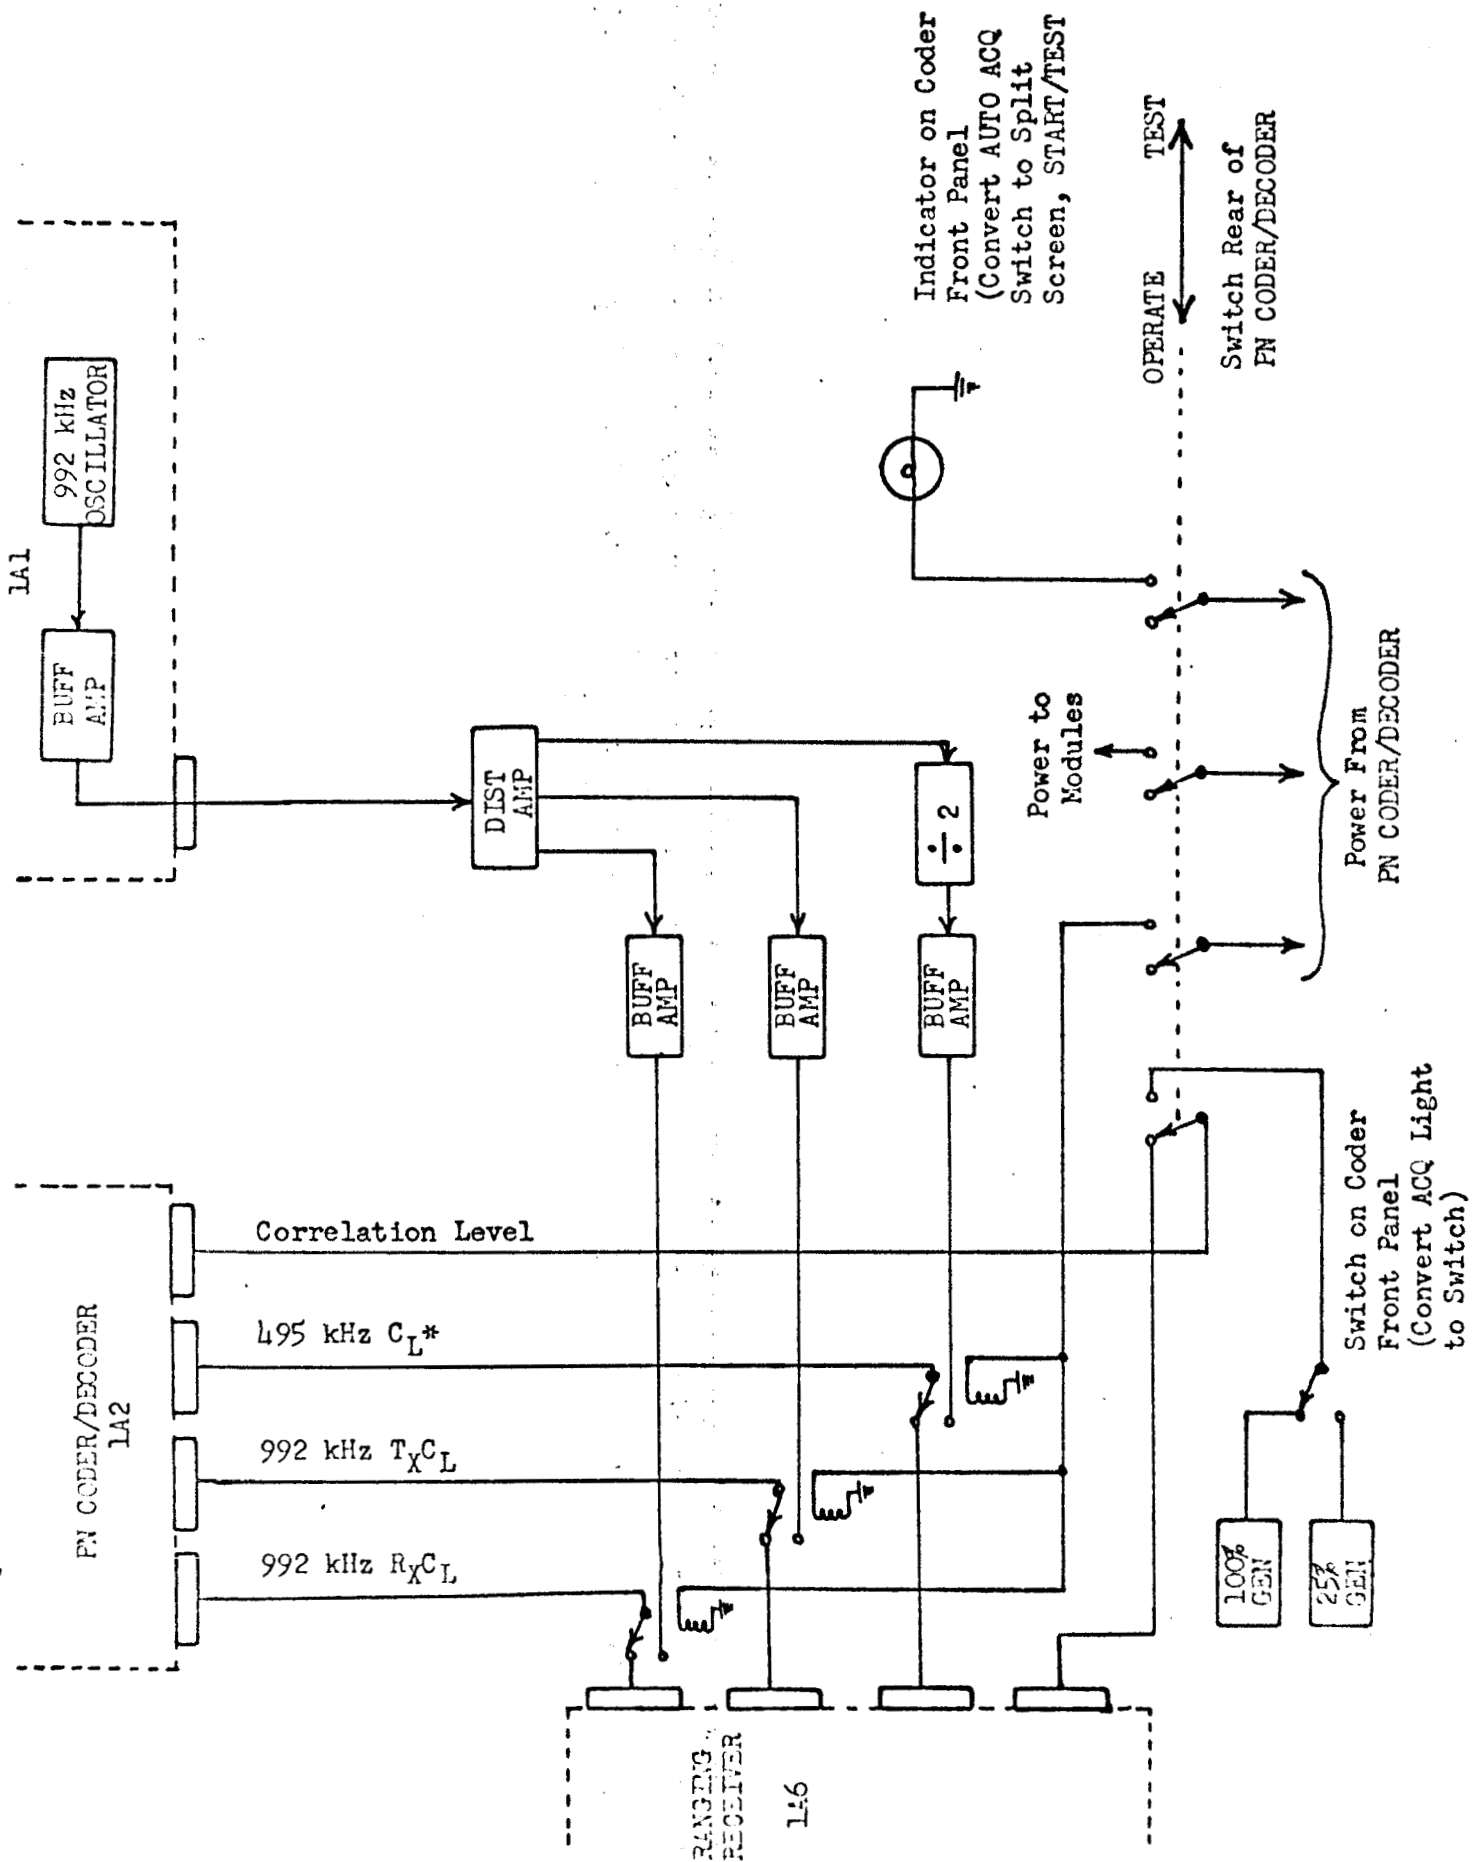 1A1
992 kHz
OSCILLATOR
BUFF
AMP
DIST
AMP
÷ 2
BUFF
AMP
BUFF
AMP
BUFF
AMP
PN CODER/DECODER
1A2
Correlation Level
495 kHz CL*
992 kHz TXCL
992 kHz RXCL
RANGING
RECEIVER
1A6
Indicator on Coder
Front Panel
(Convert AUTO ACQ
Switch to Split
Screen, START/TEST
OPERATE TEST
Switch Rear of
PN CODER/DECODER
Power to
Modules
Power From
PN CODER/DECODER
Switch on Coder
Front Panel
(Convert ACQ Light
to Switch)
100%
GEN
25%
GEN